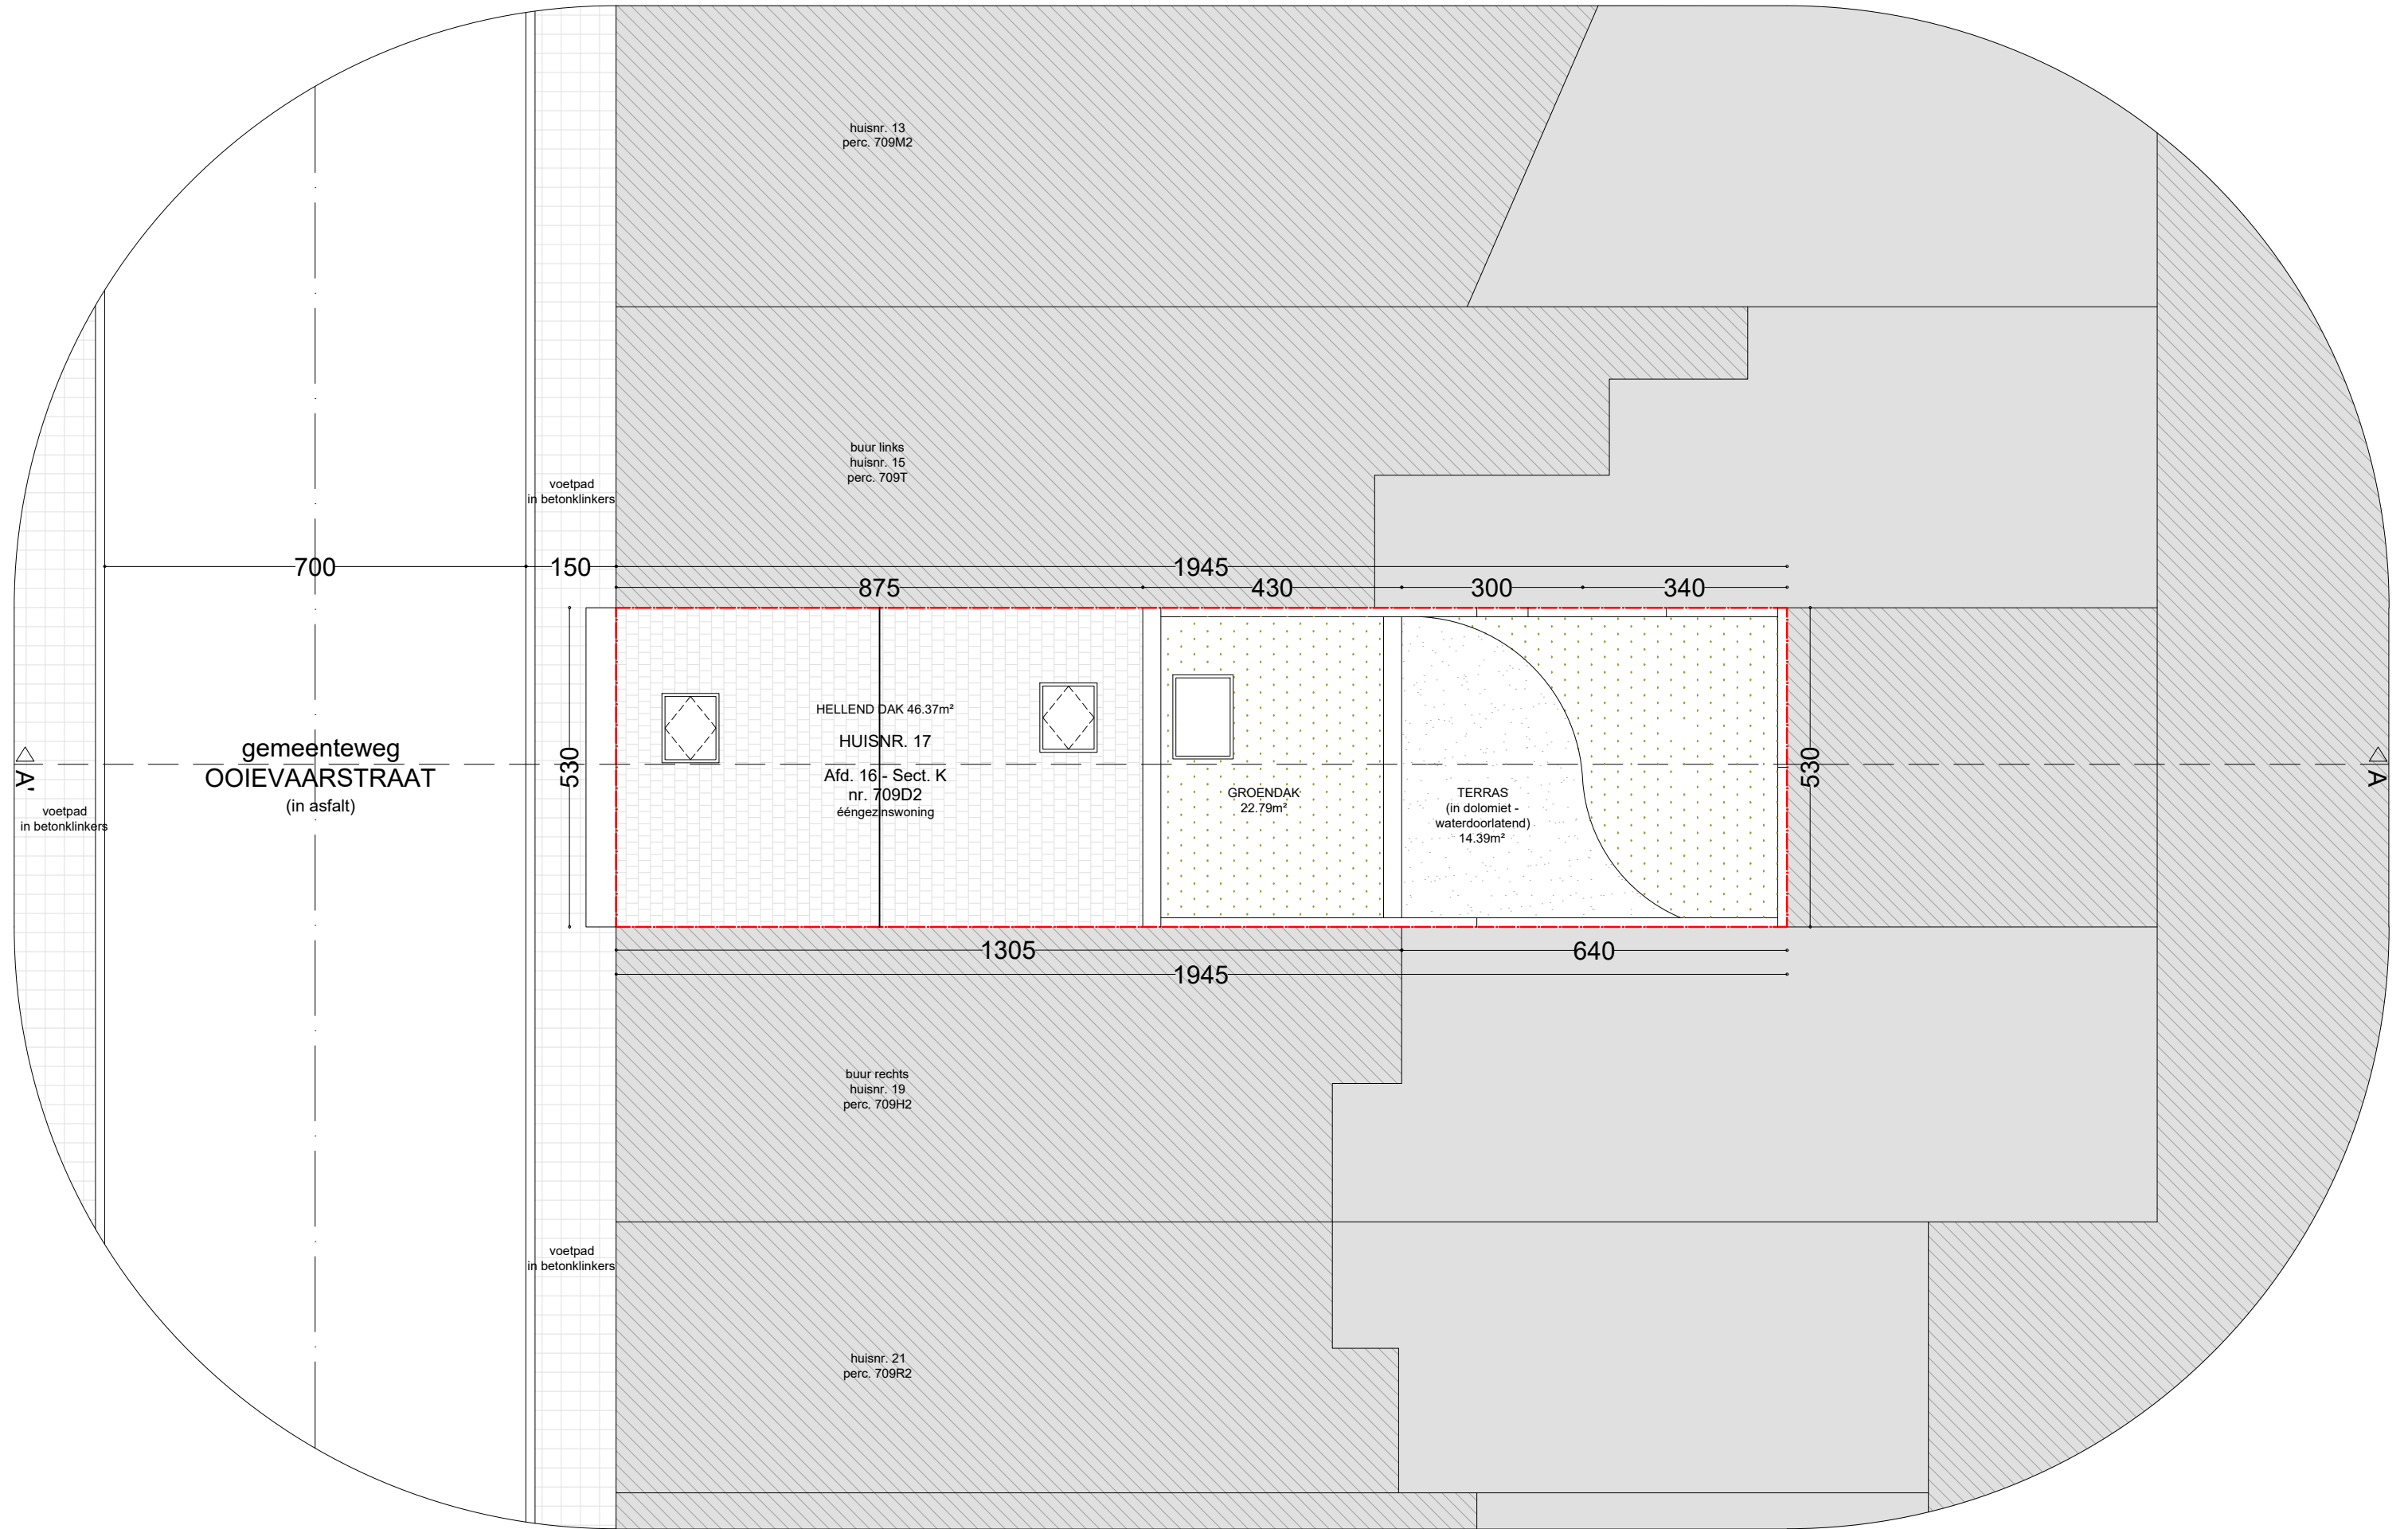 huisnr. 13
perc. 709M2
buur links
huisnr. 15
perc. 709T
voetpad
in betonklinkers
700
150
1945
875
430
300
340
HELLEND DAK 46.37m²
HUISNR. 17
Afd. 16 - Sect. K
nr. 709D2
ééngezinswoning
530
gemeenteweg
OOIEVAARSTRAAT
(in asfalt)
A'
voetpad
in betonklinkers
GROENDAK
22.79m²
TERRAS
(in dolomiet -
waterdoorlatend)
14.39m²
530
A
1305
640
1945
buur rechts
huisnr. 19
perc. 709H2
voetpad
in betonklinkers
huisnr. 21
perc. 709R2